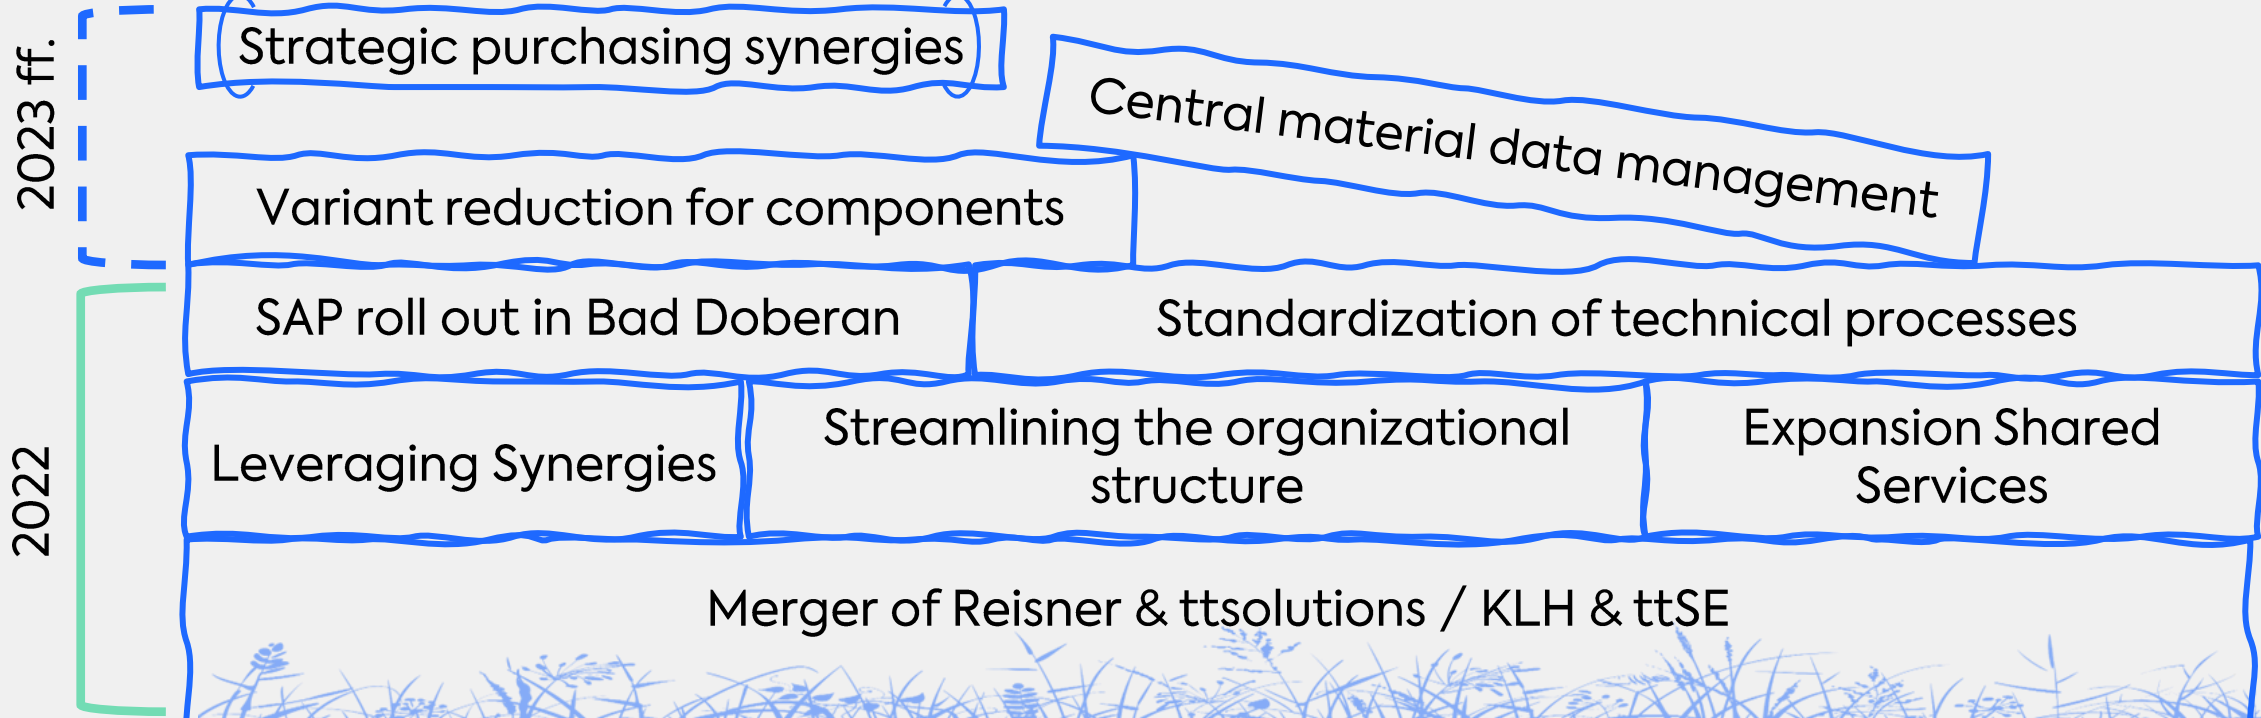 2023 ff.
Strategic purchasing synergies
Central material data management
Variant reduction for components
2022
SAP roll out in Bad Doberan
Standardization of technical processes
Leveraging Synergies
Streamlining the organizational
structure
Expansion Shared
Services
Merger of Reisner & ttsolutions / KLH & ttSE